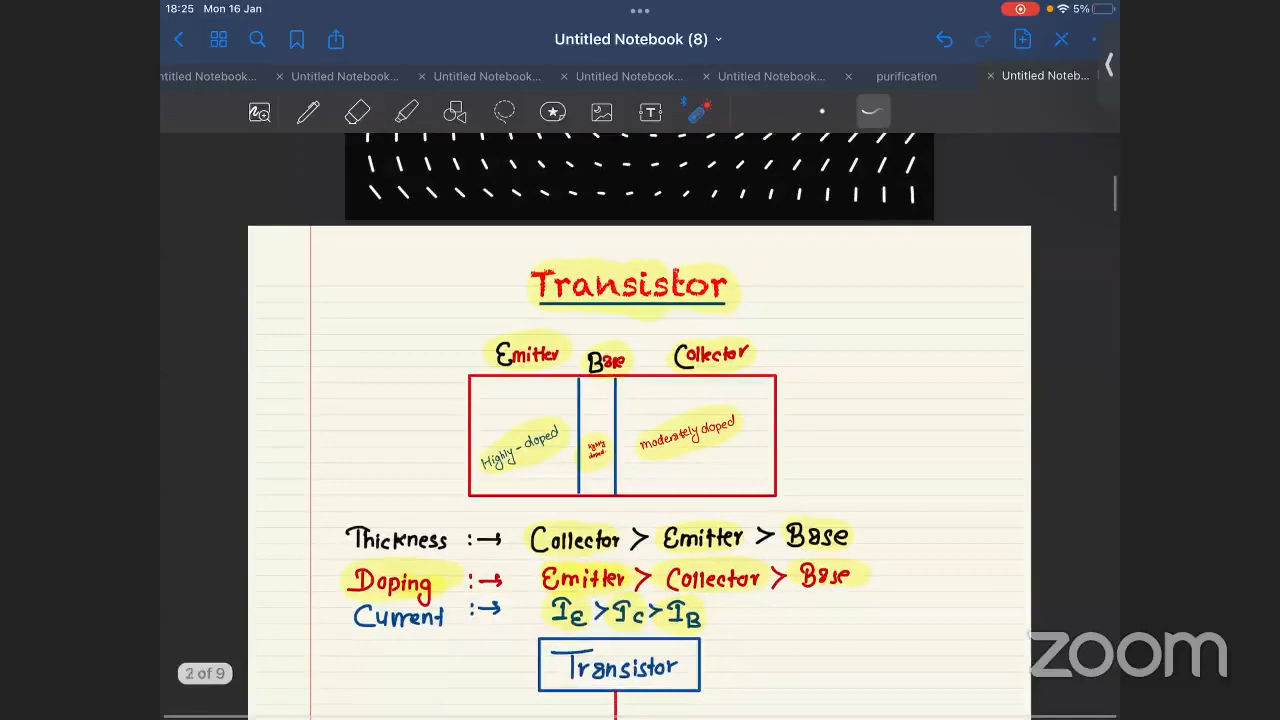 18:25 Mon 16 Jan
5%
Untitled Notebook (8)
ntitled Notebook...
Untitled Notebook...
Untitled Notebook...
Untitled Notebook...
Untitled Notebook...
purification
Untitled Noteb...
Transistor
Emitter Base Collector
Highly-doped
doped
moderately doped
Thickness :→ Collector > Emitter > Base
Doping :→ Emitter > Collector > Base
Current :→ IE > IC > IB
Transistor
2 of 9
zoom